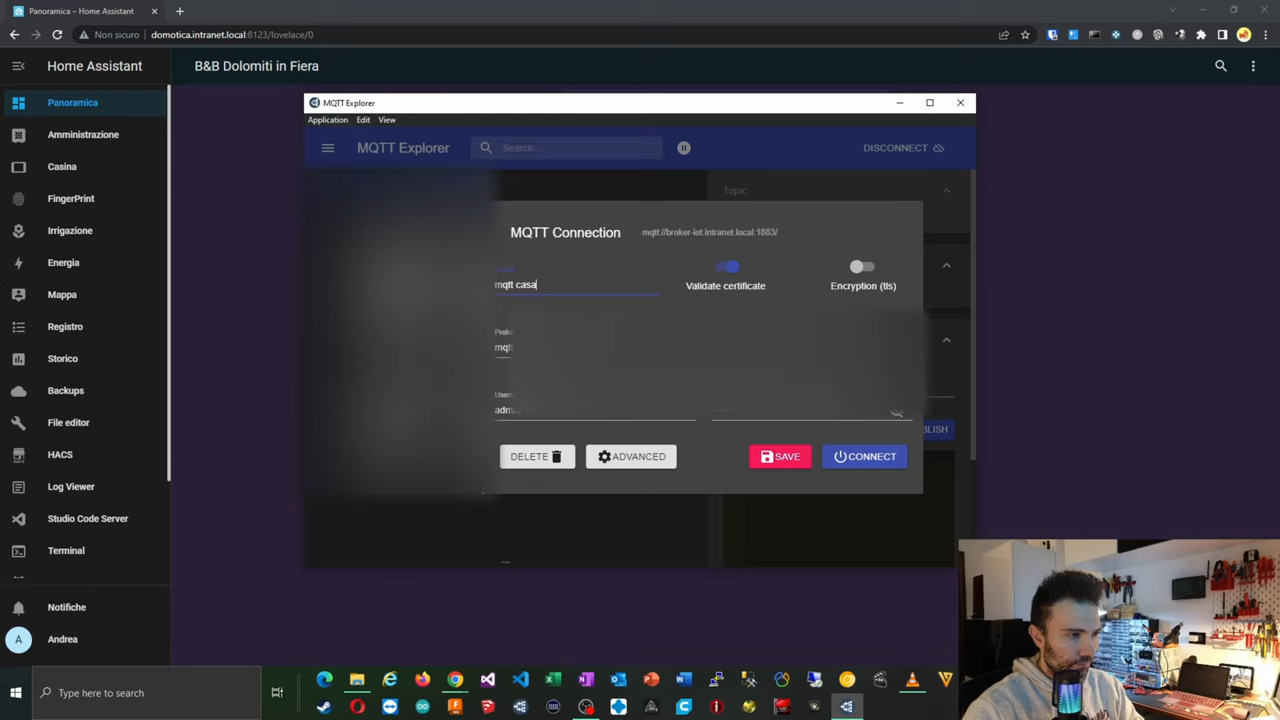 Panoramica – Home Assistant
Non sicuro
domotica.intranet.local:8123/lovelace/0
Home Assistant
B&B Dolomiti in Fiera
Panoramica
Amministrazione
Casina
FingerPrint
Irrigazione
Energia
Mappa
Registro
Storico
Backups
File editor
HACS
Log Viewer
Studio Code Server
Terminal
Notifiche
A Andrea
MQTT Explorer
Application Edit View
MQTT Explorer
Search...
DISCONNECT
Topic
MQTT Connection
mqtt://broker-iot.intranet.local:1883/
mqtt casa
Validate certificate
Encryption (tls)
DELETE
ADVANCED
SAVE
CONNECT
Type here to search